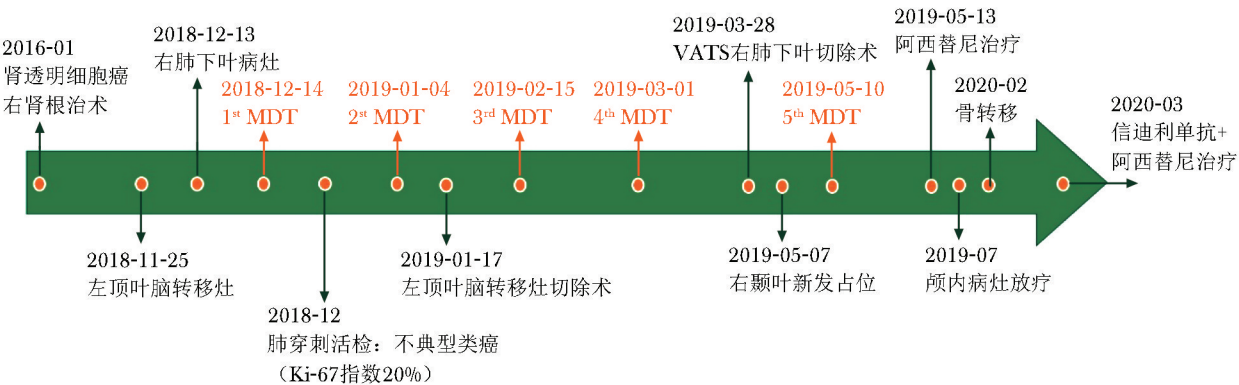 2016-01
肾透明细胞癌
右肾根治术
2018-12-13
右肺下叶病灶
2018-12-14
1st MDT
2019-01-04
2st MDT
2019-02-15
3rd MDT
2019-03-01
4th MDT
2019-03-28
VATS右肺下叶切除术
2019-05-10
5th MDT
2019-05-13
阿西替尼治疗
2020-02
骨转移
2020-03
信迪利单抗+
阿西替尼治疗
2018-11-25
左顶叶脑转移灶
2018-12
肺穿刺活检：不典型类癌
（Ki-67指数20%）
2019-01-17
左顶叶脑转移灶切除术
2019-05-07
右颞叶新发占位
2019-07
颅内病灶放疗